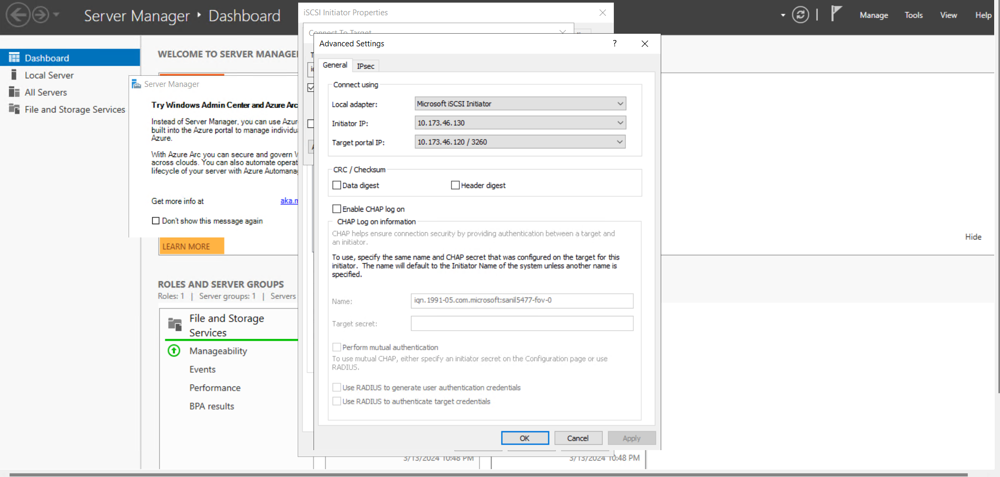 Server Manager ‣ Dashboard
Manage Tools View Help
Dashboard
Local Server
All Servers
File and Storage Services
WELCOME TO SERVER MANAGER
Server Manager
Try Windows Admin Center and Azure Arc
Instead of Server Manager, you can use Azur
built into the Azure portal to manage individua
Azure.
With Azure Arc you can secure and govern W
across clouds. You can also automate operat
lifecycle of your server with Azure Automanag
Get more info at aka.m
Don't show this message again
LEARN MORE
Hide
ROLES AND SERVER GROUPS
Roles: 1 | Server groups: 1 | Servers
File and Storage
Services
Manageability
Events
Performance
BPA results
iSCSI Initiator Properties
Connect To Target
Advanced Settings
General IPsec
Connect using
Local adapter: Microsoft iSCSI Initiator
Initiator IP: 10.173.46.130
Target portal IP: 10.173.46.120 / 3260
CRC / Checksum
Data digest Header digest
Enable CHAP log on
CHAP Log on information
CHAP helps ensure connection security by providing authentication between a target and
an initiator.
To use, specify the same name and CHAP secret that was configured on the target for this
initiator. The name will default to the Initiator Name of the system unless another name is
specified.
Name: iqn.1991-05.com.microsoft:sanil5477-fov-0
Target secret:
Perform mutual authentication
To use mutual CHAP, either specify an initiator secret on the Configuration page or use
RADIUS.
Use RADIUS to generate user authentication credentials
Use RADIUS to authenticate target credentials
OK Cancel Apply
3/13/2024 10:48 PM 3/13/2024 10:48 PM